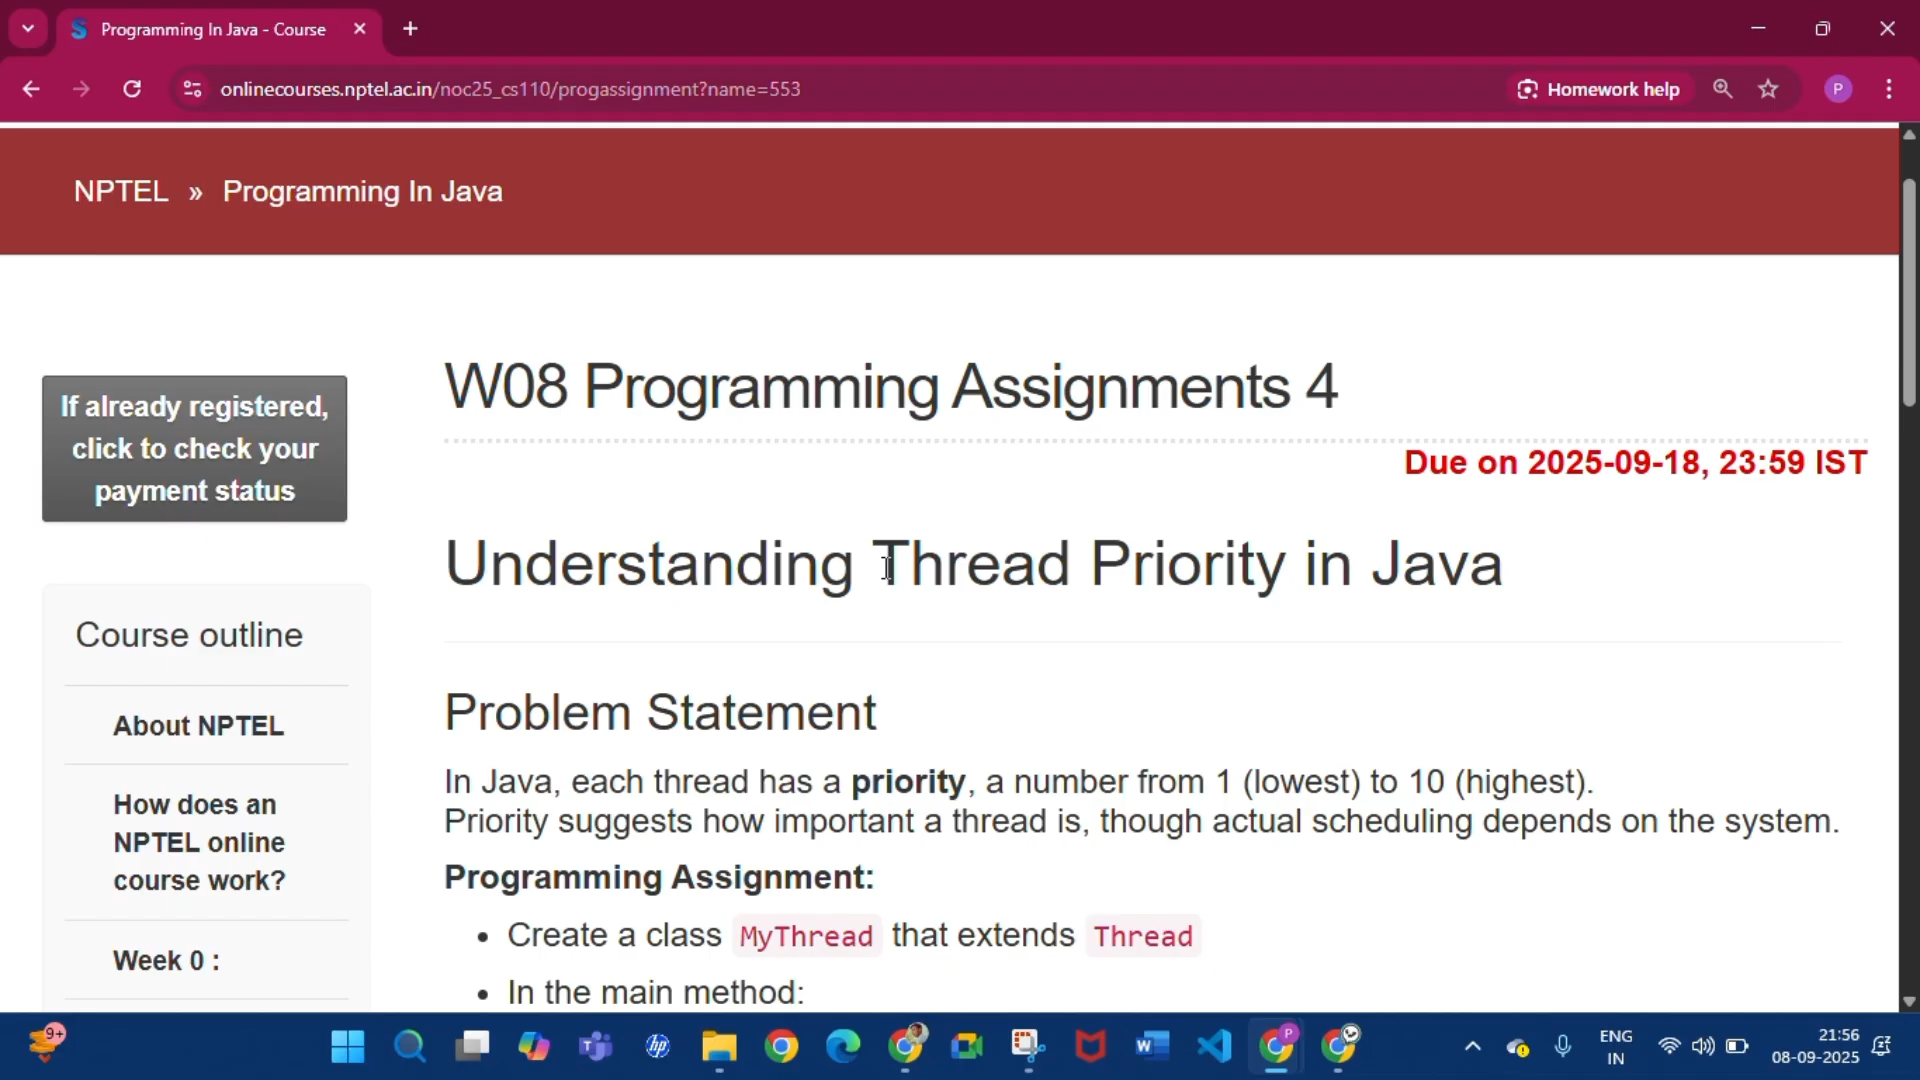 Programming In Java - Course
onlinecourses.nptel.ac.in/noc25_cs110/progassignment?name=553
Homework help
P
NPTEL » Programming In Java
If already registered,
click to check your
payment status
Course outline
About NPTEL
How does an
NPTEL online
course work?
Week 0 :
W08 Programming Assignments 4
Due on 2025-09-18, 23:59 IST
Understanding Thread Priority in Java
Problem Statement
In Java, each thread has a priority, a number from 1 (lowest) to 10 (highest).
Priority suggests how important a thread is, though actual scheduling depends on the system.
Programming Assignment:
• Create a class MyThread that extends Thread
• In the main method:
9+
hp
W
P
ENG
IN
21:56
08-09-2025